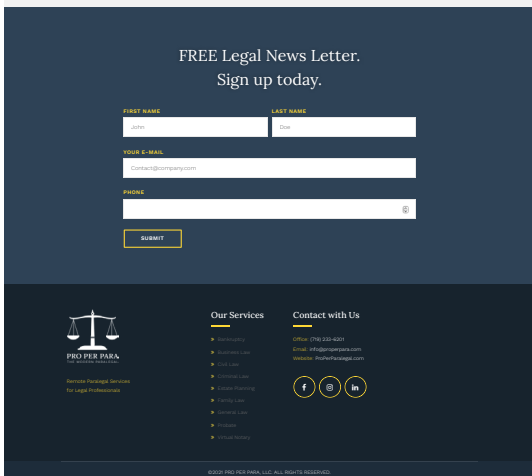 FREE Legal News Letter.
Sign up today.
FIRST NAME
LAST NAME
John
Doe
YOUR E-MAIL
Contact@company.com
PHONE
SUBMIT
PRO PER PARA.
THE MODERN PARALEGAL.
Remote Paralegal Services
for Legal Professionals
Our Services
» Bankruptcy
» Business Law
» Civil Law
» Criminal Law
» Estate Planning
» Family Law
» General Law
» Probate
» Virtual Notary
Contact with Us
Office: (719) 233-6201
Email: info@properpara.com
Website: ProPerParalegal.com
f
in
©2021 PRO PER PARA, LLC. ALL RIGHTS RESERVED.